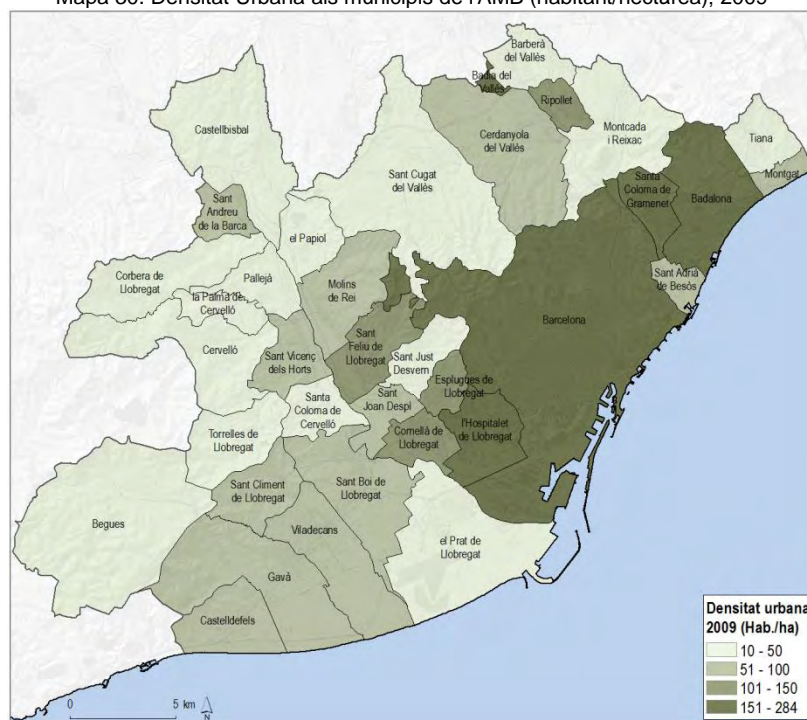 Mapa 80. Densitat Urbana als municipis de l'AMB (habitant/hectàrea), 2009
Barberà
del Vallès
Badia del
Vallès
Ripollet
Castellbisbal
Cerdanyola
del Vallès
Montcada
i Reixac
Tiana
Montgat
Sant Cugat
del Vallès
Santa
Coloma de
Gramenet
Badalona
Sant
Andreu
de la Barca
el Papiol
Corbera de
Llobregat
Pallejà
Molins
de Rei
Sant Adrià
de Besòs
la Palma de
Cervelló
Barcelona
Cervelló
Sant Vicenç
dels Horts
Sant
Feliu de
Llobregat
Sant Just
Desvern
Esplugues de
Llobregat
Santa
Coloma de
Cervelló
Sant
Joan Despí
Torrelles de
Llobregat
Cornellà de
Llobregat
l'Hospitalet
de Llobregat
Sant Climent
de Llobregat
Sant Boi de
Llobregat
Begues
Viladecans
el Prat de
Llobregat
Gavà
Castelldefels
Densitat urbana
2009 (Hab./ha)
10 - 50
51 - 100
101 - 150
151 - 284
0 5 km
N